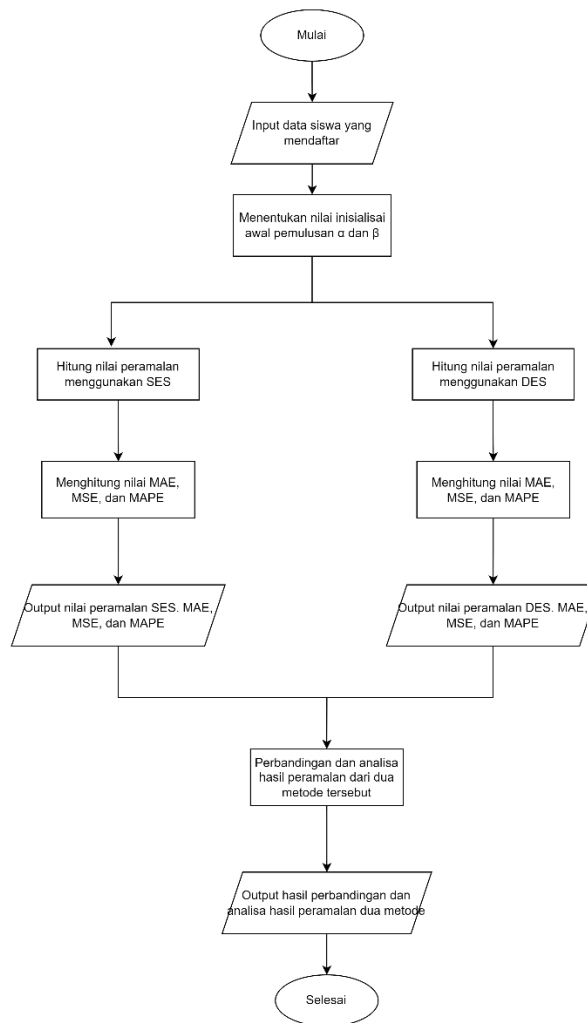 Mulai
Input data siswa yang
mendaftar
Menentukan nilai inisialisai
awal pemulusan α dan β
Hitung nilai peramalan
menggunakan SES
Hitung nilai peramalan
menggunakan DES
Menghitung nilai MAE,
MSE, dan MAPE
Menghitung nilai MAE,
MSE, dan MAPE
Output nilai peramalan SES. MAE,
MSE, dan MAPE
Output nilai peramalan DES. MAE,
MSE, dan MAPE
Perbandingan dan analisa
hasil peramalan dari dua
metode tersebut
Output hasil perbandingan dan
analisa hasil peramalan dua metode
Selesai